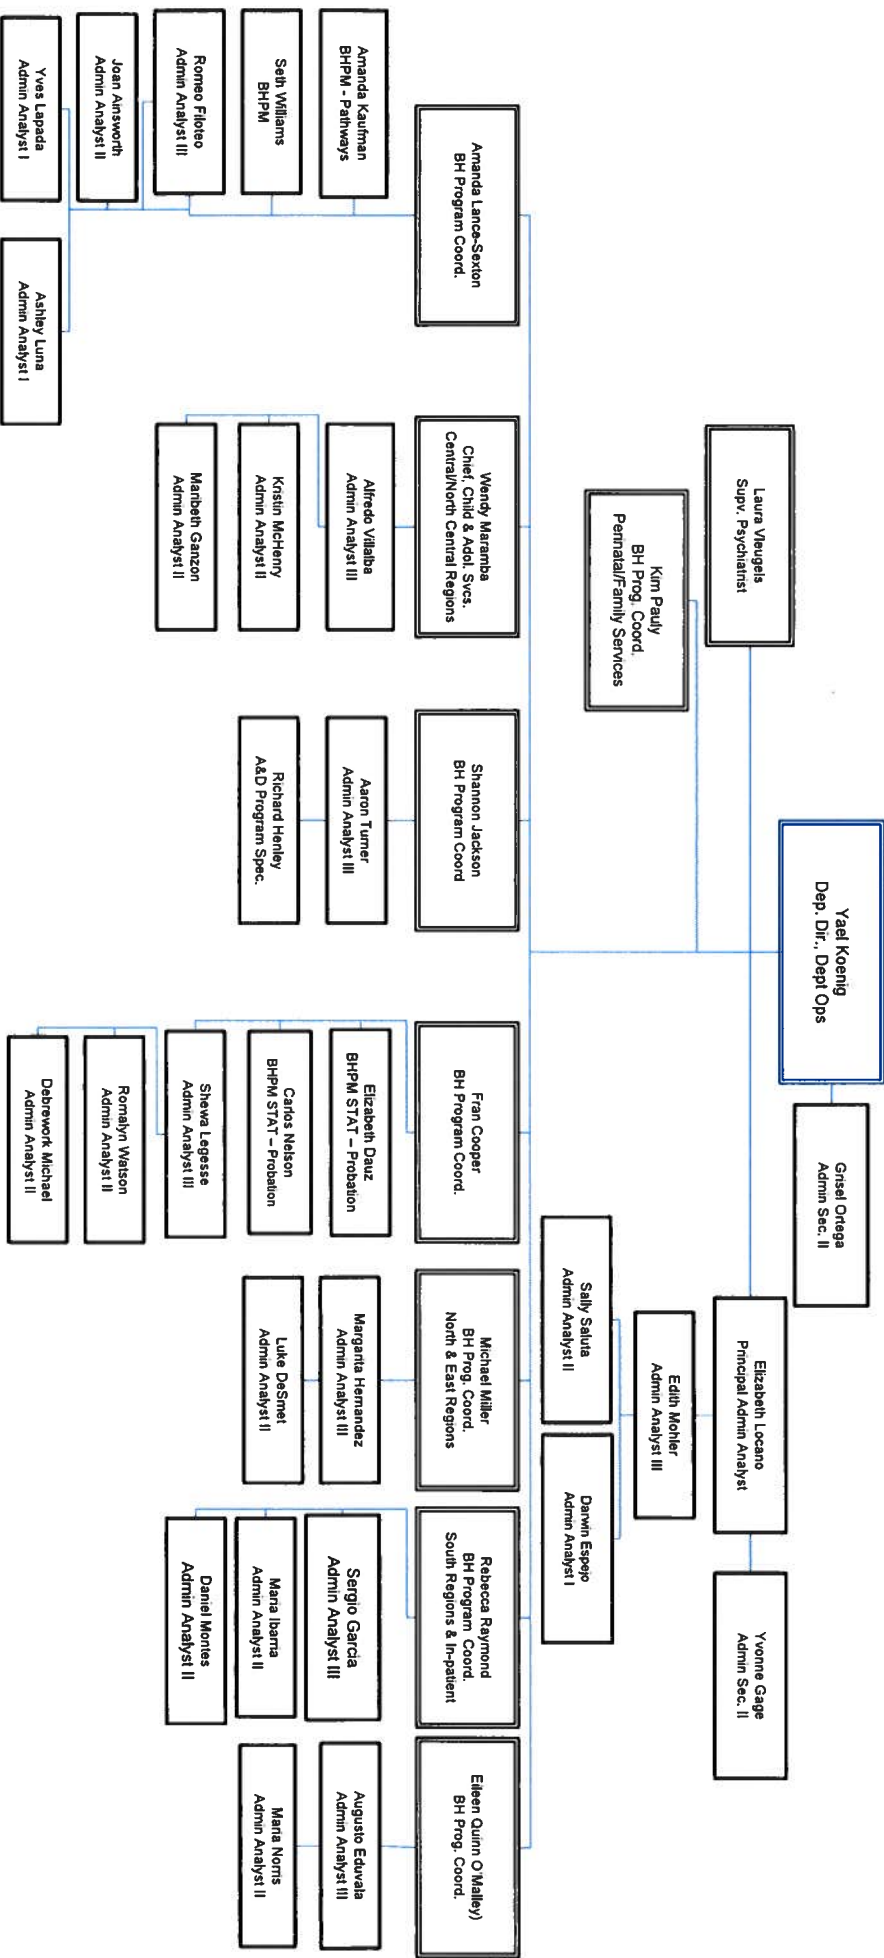 Yael Koenig
Dep. Dir., Dept Ops
Grisel Ortega
Admin Sec. II
Laura Vleugels
Supv. Psychiatrist
Elizabeth Locano
Principal Admin Analyst
Yvonne Gage
Admin Sec. II
Kim Pauly
BH Prog. Coord.
Perinatal/Family Services
Edith Mohler
Admin Analyst III
Sally Saluta
Admin Analyst II
Darwin Espejo
Admin Analyst I
Amanda Lance-Sexton
BH Program Coord.
Amanda Kaufman
BHPM - Pathways
Seth Williams
BHPM
Romeo Filoteo
Admin Analyst III
Joan Ainsworth
Admin Analyst II
Yves Lapada
Admin Analyst I
Ashley Luna
Admin Analyst I
Wendy Maramba
Chief, Child & Adol. Svcs.
Central/North Central Regions
Alfredo Villalba
Admin Analyst III
Kristin McHenry
Admin Analyst II
Maribeth Ganzon
Admin Analyst II
Shannon Jackson
BH Program Coord
Aaron Turner
Admin Analyst III
Richard Henley
A&D Program Spec.
Fran Cooper
BH Program Coord.
Elizabeth Dauz
BHPM STAT – Probation
Carlos Nelson
BHPM STAT – Probation
Shewa Legesse
Admin Analyst III
Romalyn Watson
Admin Analyst II
Debrework Michael
Admin Analyst II
Michael Miller
BH Prog. Coord.
North & East Regions
Margarita Hernandez
Admin Analyst III
Luke DeSmet
Admin Analyst II
Rebecca Raymond
BH Program Coord.
South Regions & In-patient
Sergio Garcia
Admin Analyst III
Maria Ibarria
Admin Analyst II
Daniel Montes
Admin Analyst II
Eileen Quinn O'Malley)
BH Prog. Coord.
Augusto Eduvala
Admin Analyst III
Maria Norris
Admin Analyst II